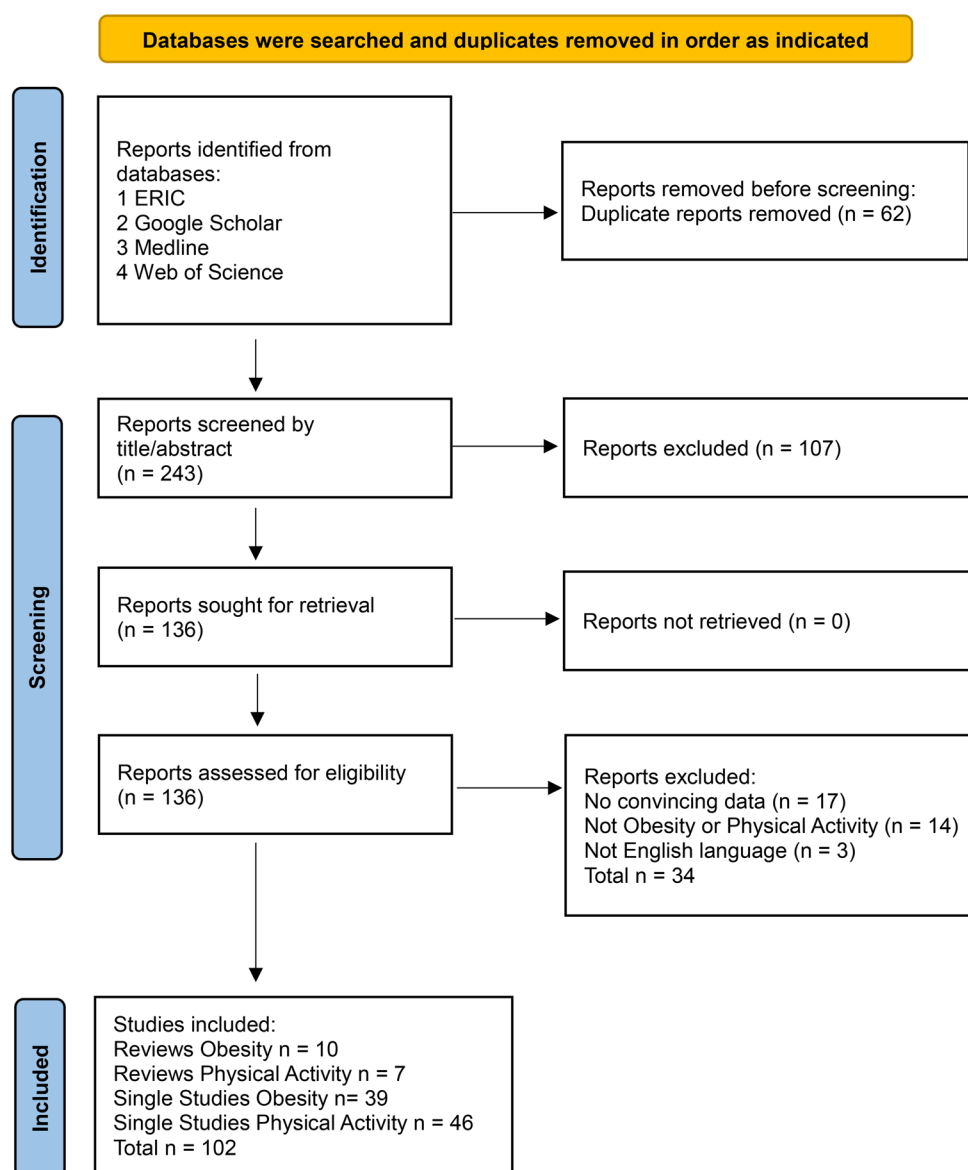 Databases were searched and duplicates removed in order as indicated
Identification
Reports identified from
databases:
1 ERIC
2 Google Scholar
3 Medline
4 Web of Science
Reports removed before screening:
Duplicate reports removed (n = 62)
Screening
Reports screened by
title/abstract
(n = 243)
Reports excluded (n = 107)
Reports sought for retrieval
(n = 136)
Reports not retrieved (n = 0)
Reports assessed for eligibility
(n = 136)
Reports excluded:
No convincing data (n = 17)
Not Obesity or Physical Activity (n = 14)
Not English language (n = 3)
Total n = 34
Included
Studies included:
Reviews Obesity n = 10
Reviews Physical Activity n = 7
Single Studies Obesity n= 39
Single Studies Physical Activity n = 46
Total n = 102